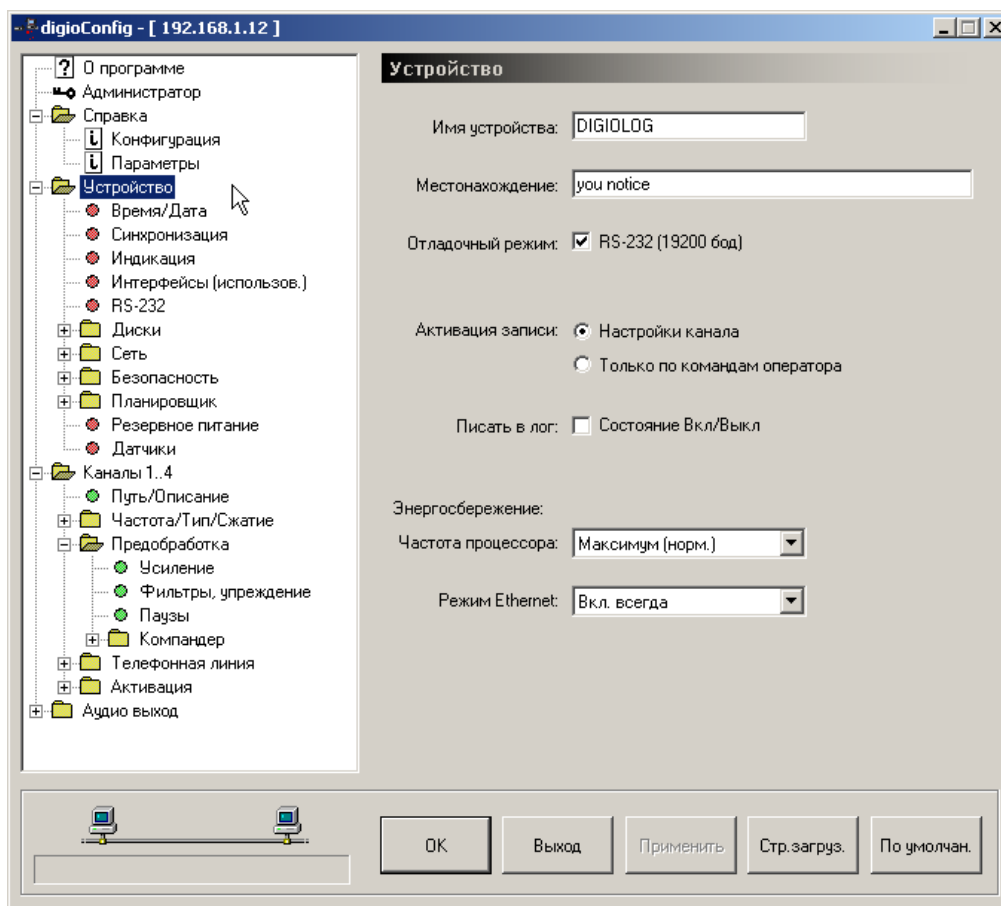 digioConfig - [ 192.168.1.12 ]
? О программе
Администратор
Справка
i Конфигурация
i Параметры
Устройство
Время/Дата
Синхронизация
Индикация
Интерфейсы (использов.)
RS-232
Диски
Сеть
Безопасность
Планировщик
Резервное питание
Датчики
Каналы 1..4
Путь/Описание
Частота/Тип/Сжатие
Предобработка
Усиление
Фильтры, упреждение
Паузы
Компандер
Телефонная линия
Активация
Аудио выход
Устройство
Имя устройства: DIGIOLOG
Местонахождение: you notice
Отладочный режим: RS-232 (19200 бод)
Активация записи: Настройки канала
Только по командам оператора
Писать в лог: Состояние Вкл/Выкл
Энергосбережение:
Частота процессора: Максимум (норм.)
Режим Ethernet: Вкл. всегда
OK Выход Применить Стр.загруз. По умолчан.